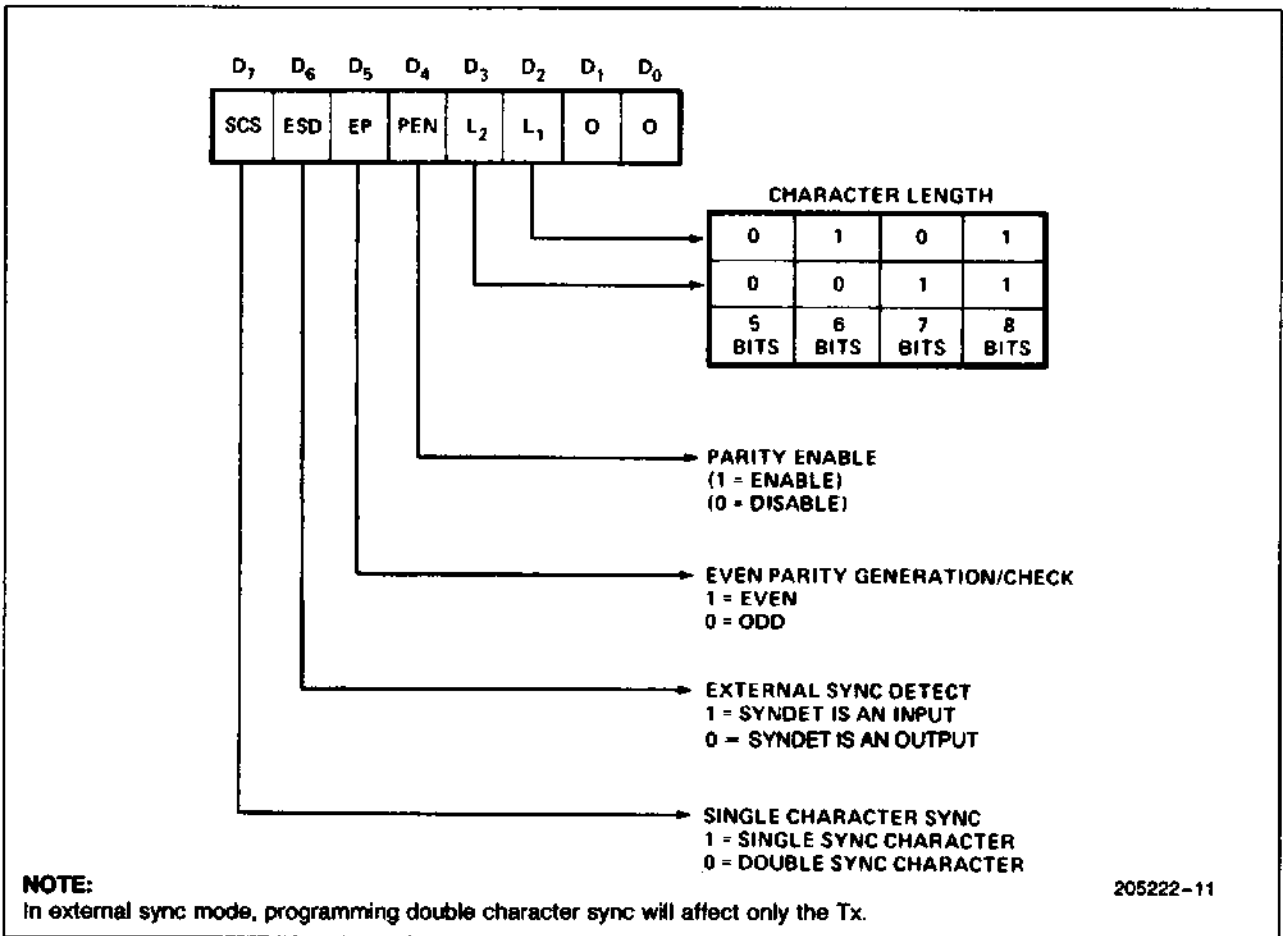 D7 D6 D5 D4 D3 D2 D1 D0
SCS ESD EP PEN L2 L1 0 0
CHARACTER LENGTH
0 1 0 1
0 0 1 1
5 BITS 6 BITS 7 BITS 8 BITS
PARITY ENABLE
(1 = ENABLE)
(0 = DISABLE)
EVEN PARITY GENERATION/CHECK
1 = EVEN
0 = ODD
EXTERNAL SYNC DETECT
1 = SYNDET IS AN INPUT
0 = SYNDET IS AN OUTPUT
SINGLE CHARACTER SYNC
1 = SINGLE SYNC CHARACTER
0 = DOUBLE SYNC CHARACTER
NOTE:
205222-11
In external sync mode, programming double character sync will affect only the Tx.